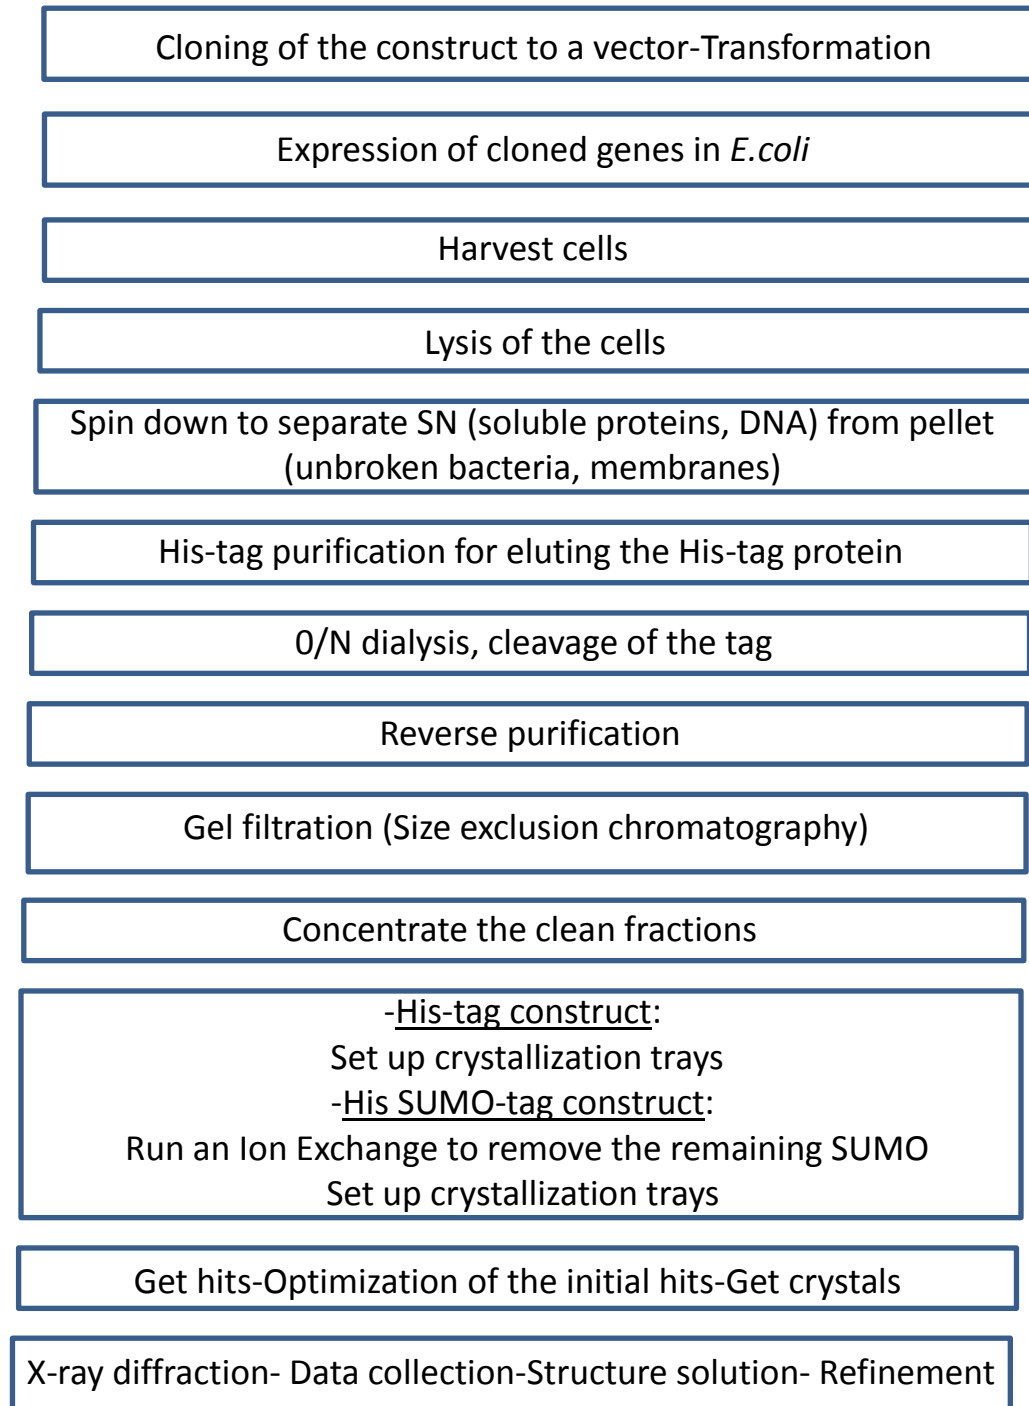 Cloning of the construct to a vector-Transformation
Expression of cloned genes in E.coli
Harvest cells
Lysis of the cells
Spin down to separate SN (soluble proteins, DNA) from pellet
(unbroken bacteria, membranes)
His-tag purification for eluting the His-tag protein
0/N dialysis, cleavage of the tag
Reverse purification
Gel filtration (Size exclusion chromatography)
Concentrate the clean fractions
-His-tag construct:
Set up crystallization trays
-His SUMO-tag construct:
Run an Ion Exchange to remove the remaining SUMO
Set up crystallization trays
Get hits-Optimization of the initial hits-Get crystals
X-ray diffraction- Data collection-Structure solution- Refinement